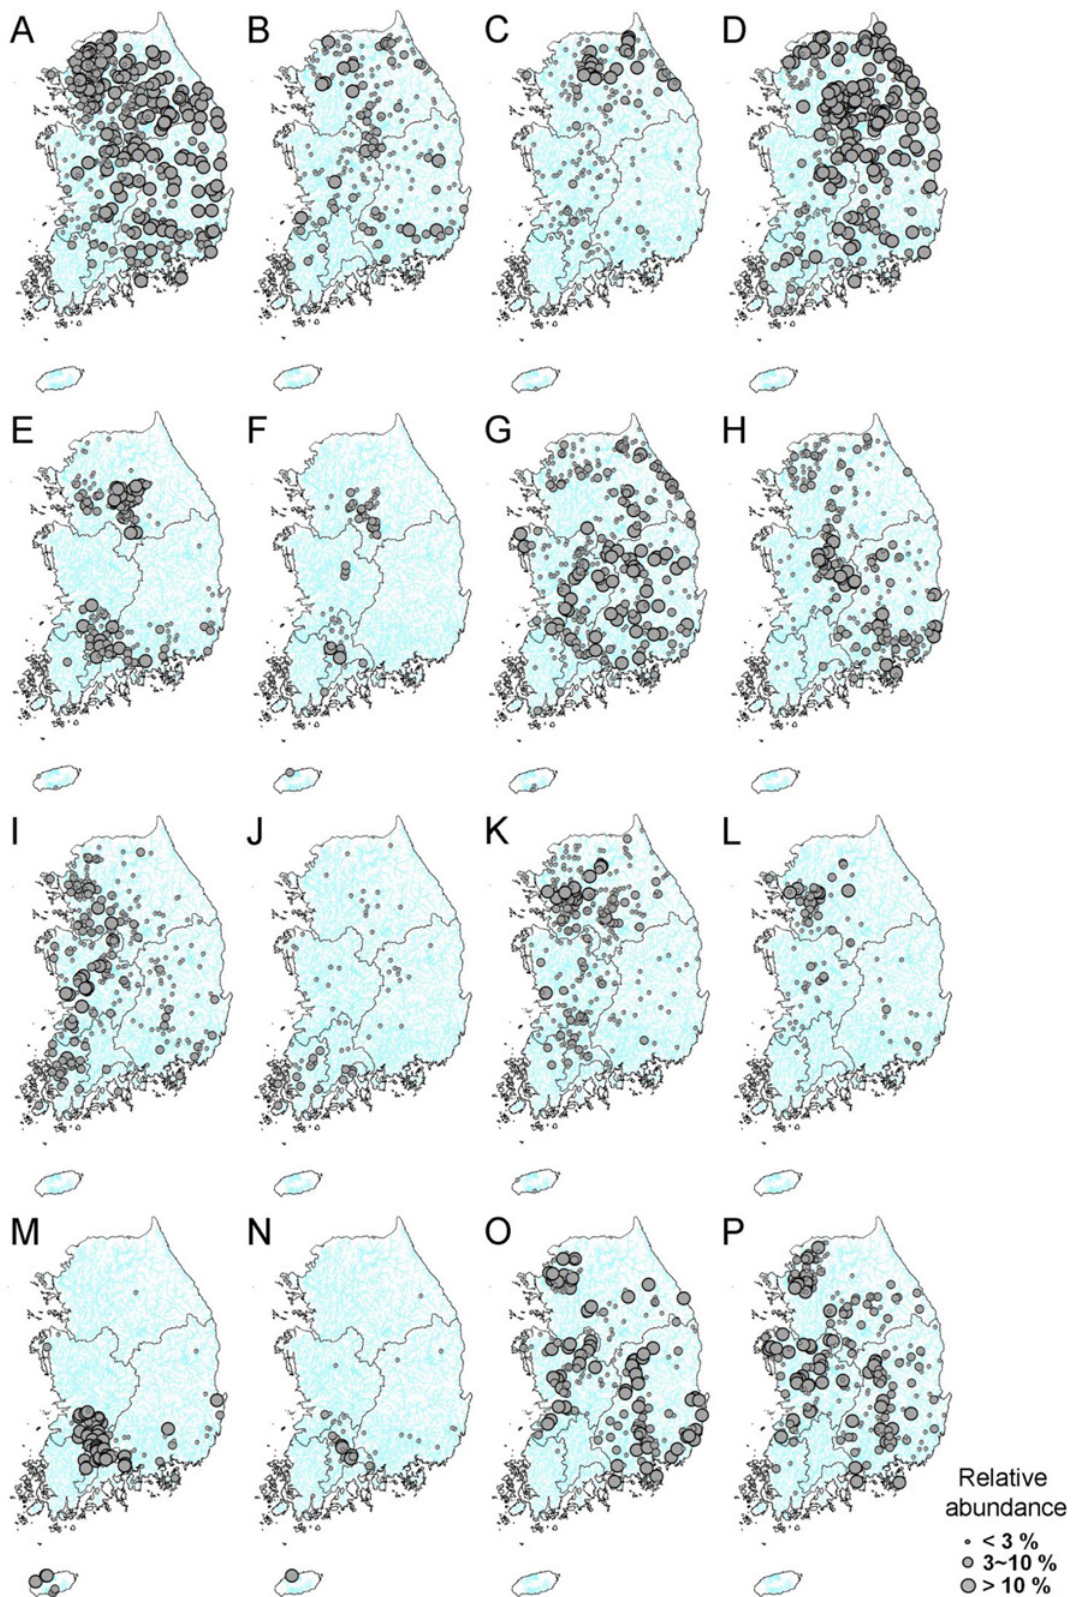 A B C D
E F G H
I J K L
M N O P
Relative
abundance
< 3 %
3~10 %
> 10 %